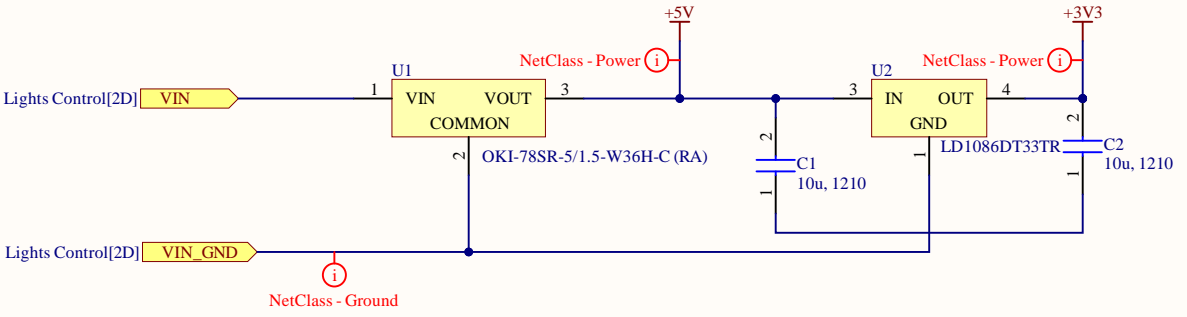 +5V
+3V3
NetClass - Power i
NetClass - Power i
U1
U2
Lights Control[2D] VIN
1 VIN VOUT 3
COMMON
3 IN OUT 4
GND
2
OKI-78SR-5/1.5-W36H-C (RA)
1
LD1086DT33TR
2
C1
10u, 1210
1
2
C2
10u, 1210
1
Lights Control[2D] VIN_GND
i
NetClass - Ground